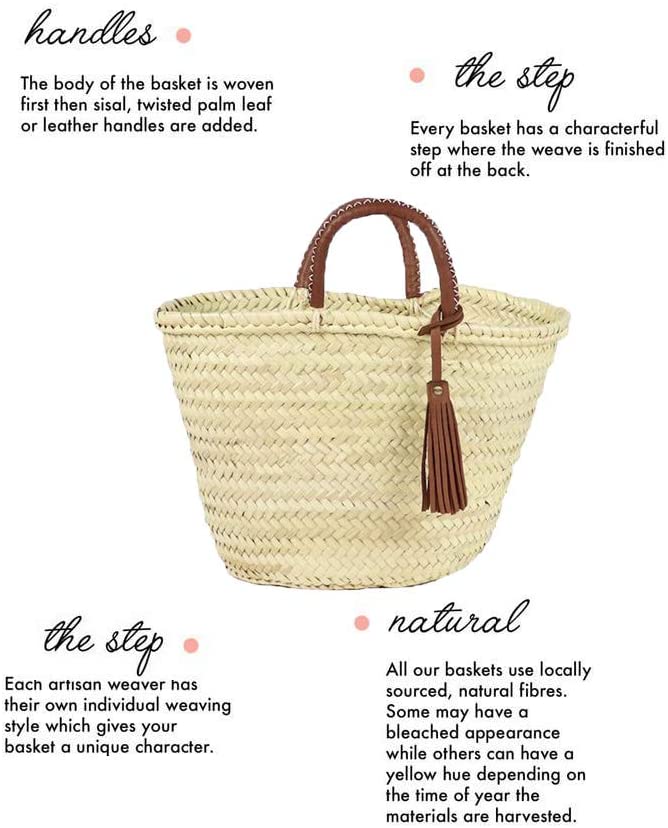 handles
The body of the basket is woven
first then sisal, twisted palm leaf
or leather handles are added.
the step
Every basket has a characterful
step where the weave is finished
off at the back.
the step
Each artisan weaver has
their own individual weaving
style which gives your
basket a unique character.
natural
All our baskets use locally
sourced, natural fibres.
Some may have a
bleached appearance
while others can have a
yellow hue depending on
the time of year the
materials are harvested.